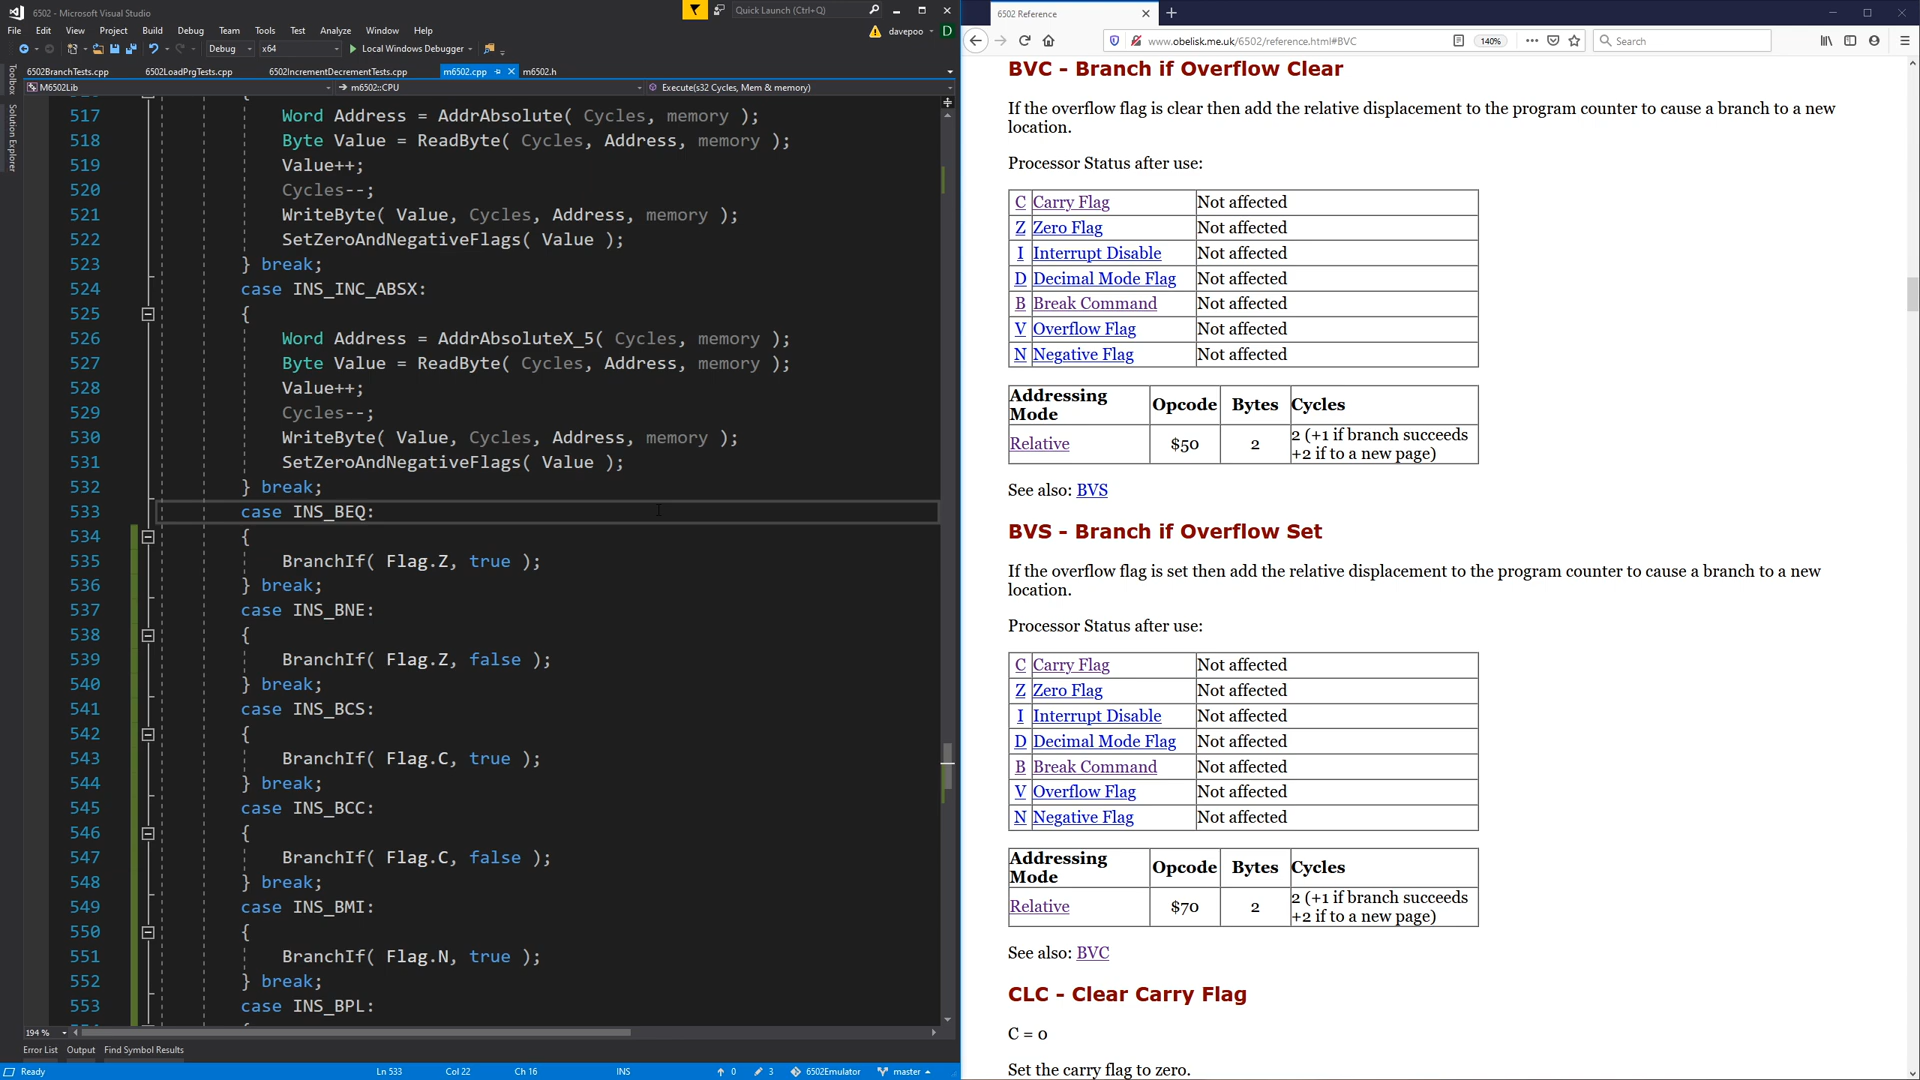 6502 - Microsoft Visual Studio
Quick Launch (Ctrl+Q)
File Edit View Project Build Debug Team Tools Test Analyze Window Help
davepoo D
Debug x64 Local Windows Debugger
6502BranchTests.cpp 6502LoadPrgTests.cpp 6502IncrementDecrementTests.cpp m6502.cpp m6502.h
M6502Lib m6502::CPU Execute(s32 Cycles, Mem & memory)
Toolbox
Solution Explorer
517 Word Address = AddrAbsolute( Cycles, memory );
518 Byte Value = ReadByte( Cycles, Address, memory );
519 Value++;
520 Cycles--;
521 WriteByte( Value, Cycles, Address, memory );
522 SetZeroAndNegativeFlags( Value );
523 } break;
524 case INS_INC_ABSX:
525 {
526 Word Address = AddrAbsoluteX_5( Cycles, memory );
527 Byte Value = ReadByte( Cycles, Address, memory );
528 Value++;
529 Cycles--;
530 WriteByte( Value, Cycles, Address, memory );
531 SetZeroAndNegativeFlags( Value );
532 } break;
533 case INS_BEQ:
534 {
535 BranchIf( Flag.Z, true );
536 } break;
537 case INS_BNE:
538 {
539 BranchIf( Flag.Z, false );
540 } break;
541 case INS_BCS:
542 {
543 BranchIf( Flag.C, true );
544 } break;
545 case INS_BCC:
546 {
547 BranchIf( Flag.C, false );
548 } break;
549 case INS_BMI:
550 {
551 BranchIf( Flag.N, true );
552 } break;
553 case INS_BPL:
194 %
Error List Output Find Symbol Results
Ready Ln 533 Col 22 Ch 16 INS 0 3 6502Emulator master
6502 Reference
www.obelisk.me.uk/6502/reference.html#BVC 140% Search
BVC - Branch if Overflow Clear
If the overflow flag is clear then add the relative displacement to the program counter to cause a branch to a new
location.
Processor Status after use:
C Carry Flag Not affected
Z Zero Flag Not affected
I Interrupt Disable Not affected
D Decimal Mode Flag Not affected
B Break Command Not affected
V Overflow Flag Not affected
N Negative Flag Not affected
Addressing
Mode Opcode Bytes Cycles
Relative $50 2 2 (+1 if branch succeeds
+2 if to a new page)
See also: BVS
BVS - Branch if Overflow Set
If the overflow flag is set then add the relative displacement to the program counter to cause a branch to a new
location.
Processor Status after use:
C Carry Flag Not affected
Z Zero Flag Not affected
I Interrupt Disable Not affected
D Decimal Mode Flag Not affected
B Break Command Not affected
V Overflow Flag Not affected
N Negative Flag Not affected
Addressing
Mode Opcode Bytes Cycles
Relative $70 2 2 (+1 if branch succeeds
+2 if to a new page)
See also: BVC
CLC - Clear Carry Flag
C = 0
Set the carry flag to zero.